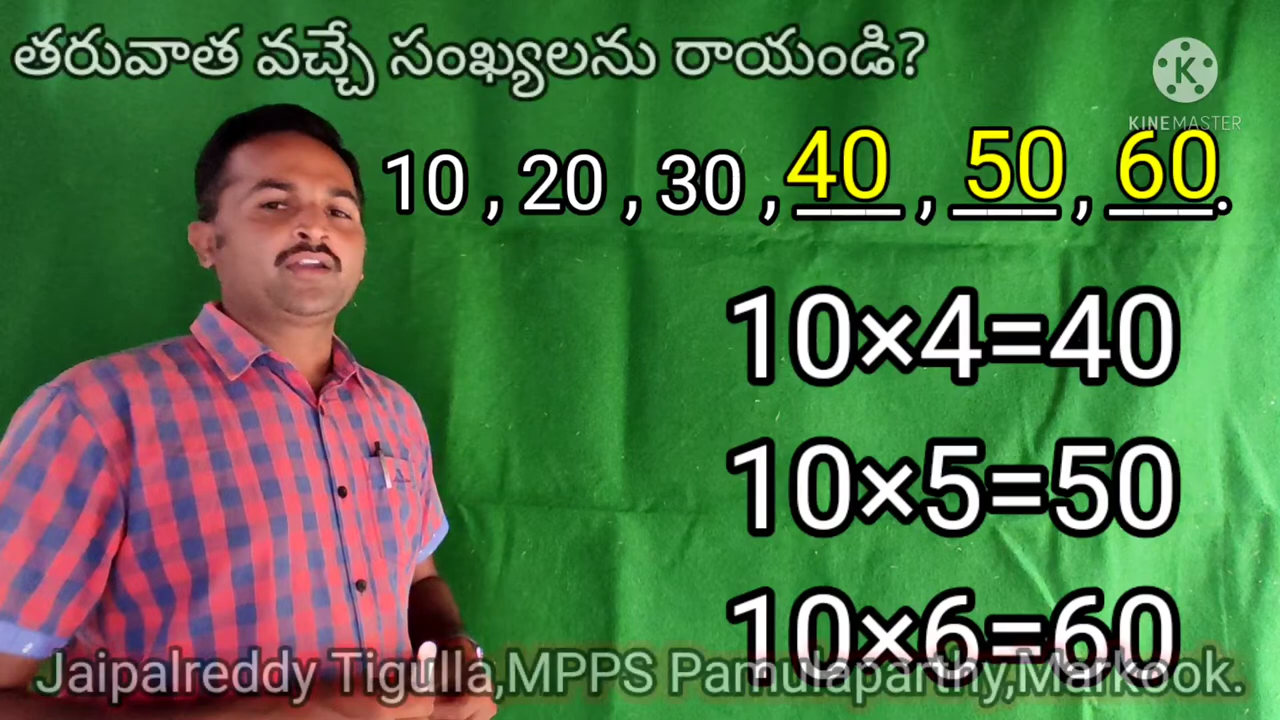 తరువాత వచ్చే సంఖ్యలను రాయండి?
KINEMASTER
10 , 20 , 30 , 40 , 50 , 60.
10×4=40
10×5=50
10×6=60
Jaipalreddy Tigulla,MPPS Pamulaparthy,Markook.